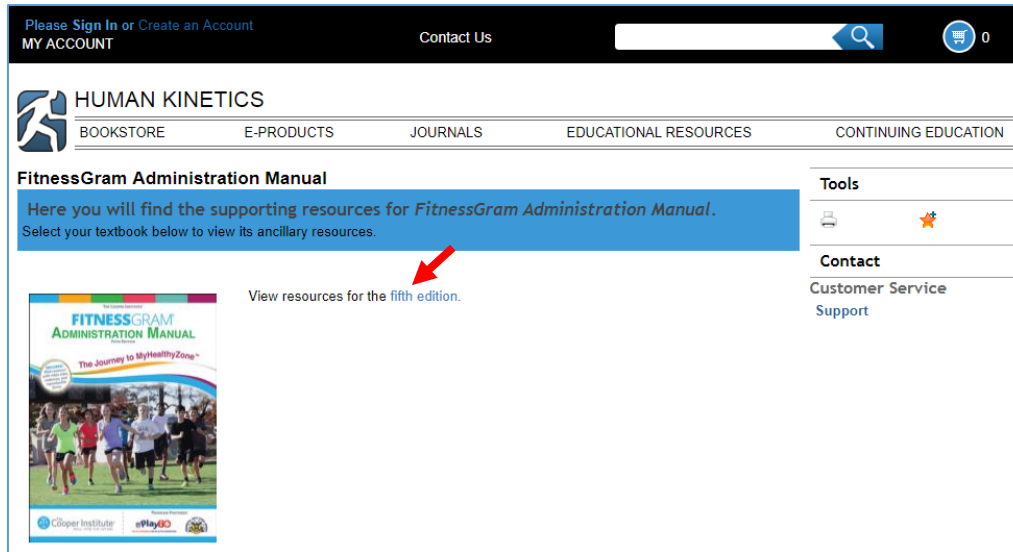 Please Sign In or Create an Account
MY ACCOUNT
Contact Us
0
HUMAN KINETICS
BOOKSTORE E-PRODUCTS JOURNALS EDUCATIONAL RESOURCES CONTINUING EDUCATION
FitnessGram Administration Manual
Here you will find the supporting resources for FitnessGram Administration Manual.
Select your textbook below to view its ancillary resources.
Tools
Contact
Customer Service
Support
View resources for the fifth edition.
FITNESSGRAM
ADMINISTRATION MANUAL
The Journey to MyHealthyZone™
Cooper Institute